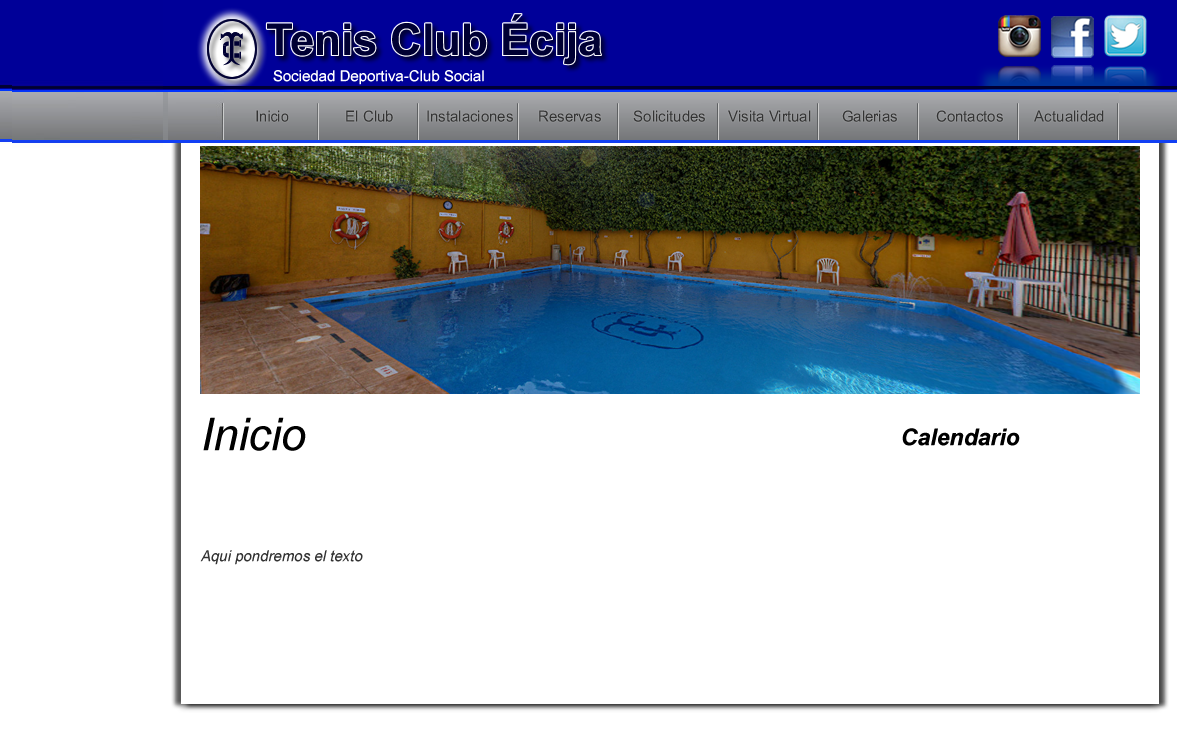 Tenis Club Écija
Sociedad Deportiva-Club Social
Inicio
El Club
Instalaciones
Reservas
Solicitudes
Visita Virtual
Galerias
Contactos
Actualidad
Inicio
Calendario
Aqui pondremos el texto